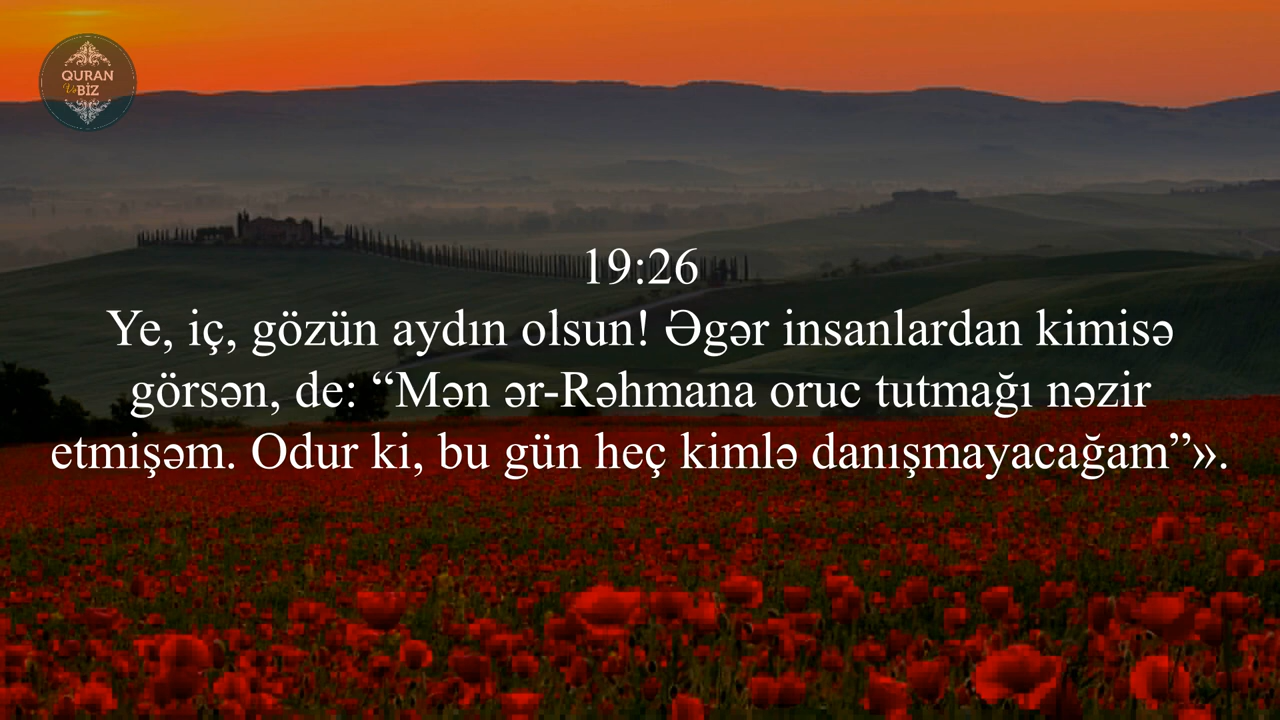 QURAN
Və BİZ
19:26
Ye, iç, gözün aydın olsun! Əgər insanlardan kimisə
görsən, de: “Mən ər-Rəhmana oruc tutmağı nəzir
etmişəm. Odur ki, bu gün heç kimlə danışmayacağam”».